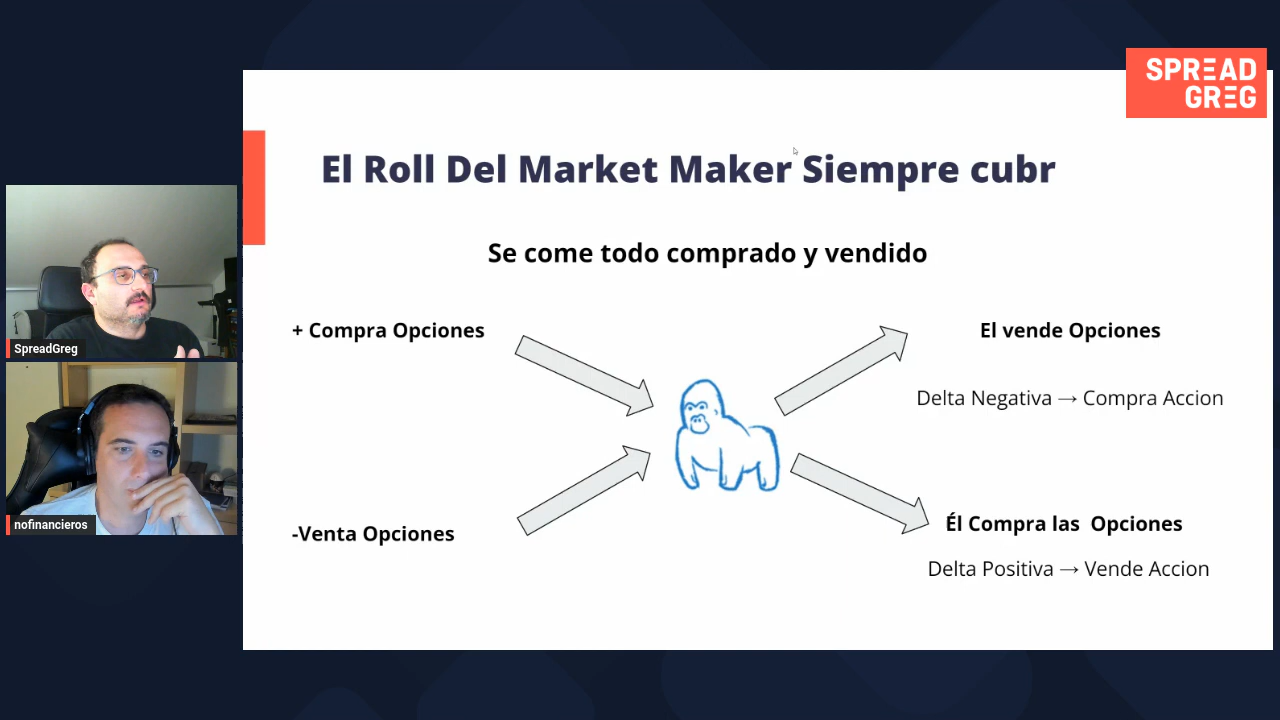 SPREAD
GREG
El Roll Del Market Maker Siempre cubr
Se come todo comprado y vendido
+ Compra Opciones
El vende Opciones
Delta Negativa → Compra Accion
-Venta Opciones
Él Compra las Opciones
Delta Positiva → Vende Accion
SpreadGreg
nofinancieros